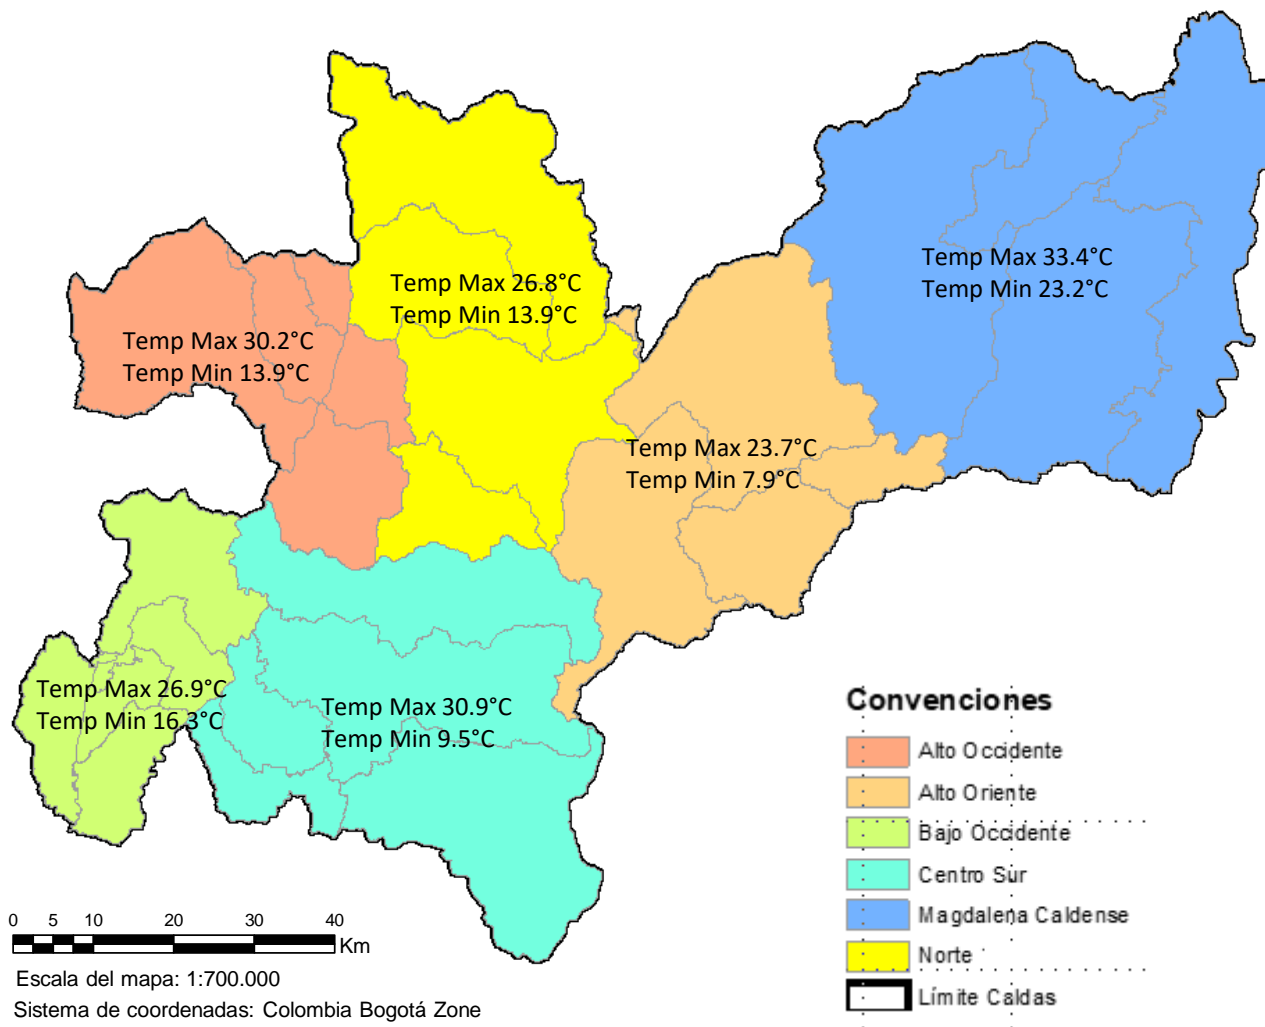 Temp Max 33.4°C
Temp Min 23.2°C
Temp Max 26.8°C
Temp Min 13.9°C
Temp Max 30.2°C
Temp Min 13.9°C
Temp Max 23.7°C
Temp Min 7.9°C
Temp Max 26.9°C
Temp Min 16.3°C
Temp Max 30.9°C
Temp Min 9.5°C
Convenciones
Alto Occidente
Alto Oriente
Bajo Occidente
Centro Sur
Magdalena Caldense
Norte
Límite Caldas
0 5 10 20 30 40
Km
Escala del mapa: 1:700.000
Sistema de coordenadas: Colombia Bogotá Zone